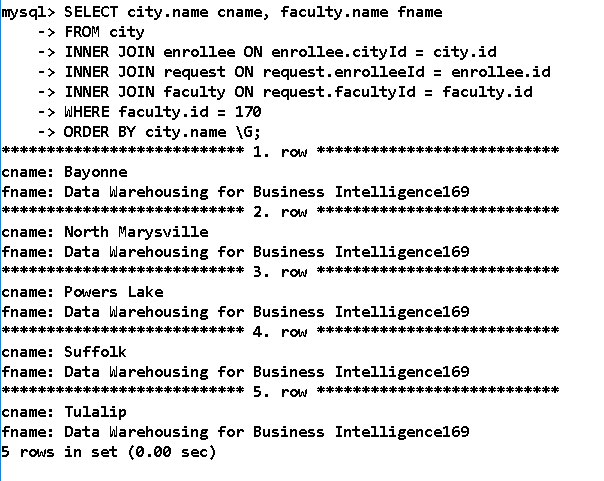 mysql> SELECT city.name cname, faculty.name fname
    -> FROM city
    -> INNER JOIN enrollee ON enrollee.cityId = city.id
    -> INNER JOIN request ON request.enrolleeId = enrollee.id
    -> INNER JOIN faculty ON request.facultyId = faculty.id
    -> WHERE faculty.id = 170
    -> ORDER BY city.name \G;
*************************** 1. row ***************************
cname: Bayonne
fname: Data Warehousing for Business Intelligence169
*************************** 2. row ***************************
cname: North Marysville
fname: Data Warehousing for Business Intelligence169
*************************** 3. row ***************************
cname: Powers Lake
fname: Data Warehousing for Business Intelligence169
*************************** 4. row ***************************
cname: Suffolk
fname: Data Warehousing for Business Intelligence169
*************************** 5. row ***************************
cname: Tulalip
fname: Data Warehousing for Business Intelligence169
5 rows in set (0.00 sec)